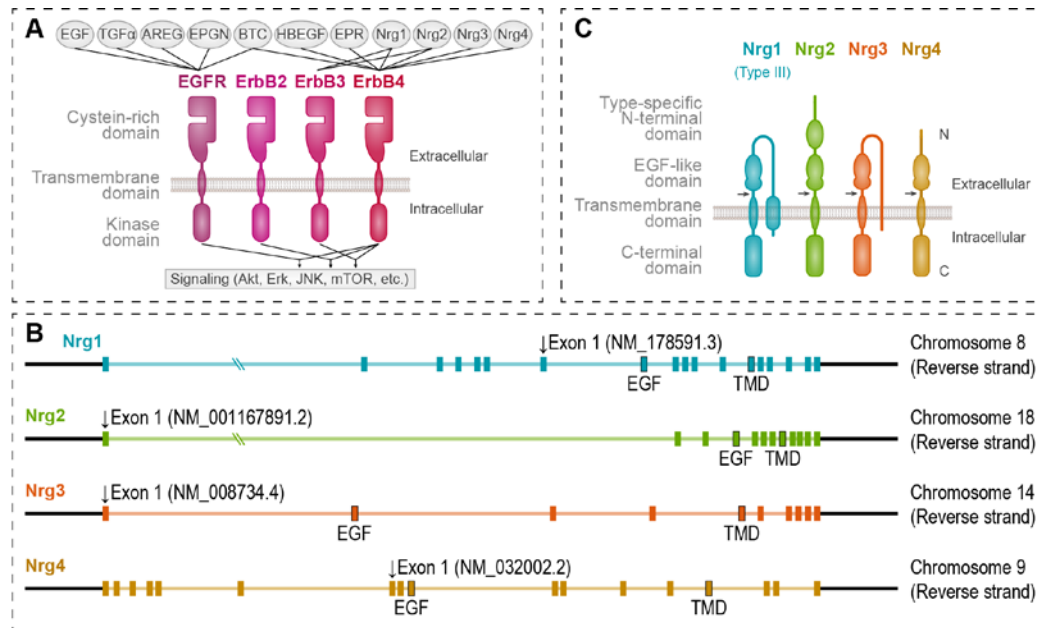 A
EGF TGFα AREG EPGN BTC HBEGF EPR Nrg1 Nrg2 Nrg3 Nrg4
EGFR ErbB2 ErbB3 ErbB4
Cystein-rich
domain
Extracellular
Transmembrane
domain
Intracellular
Kinase
domain
Signaling (Akt, Erk, JNK, mTOR, etc.)
C
Nrg1 Nrg2 Nrg3 Nrg4
(Type III)
Type-specific
N-terminal
domain
N
EGF-like
domain
Extracellular
Transmembrane
domain
Intracellular
C-terminal
domain
C
B
Nrg1
↓Exon 1 (NM_178591.3)
EGF TMD
Chromosome 8
(Reverse strand)
Nrg2
↓Exon 1 (NM_001167891.2)
EGF TMD
Chromosome 18
(Reverse strand)
Nrg3
↓Exon 1 (NM_008734.4)
EGF TMD
Chromosome 14
(Reverse strand)
Nrg4
↓Exon 1 (NM_032002.2)
EGF TMD
Chromosome 9
(Reverse strand)